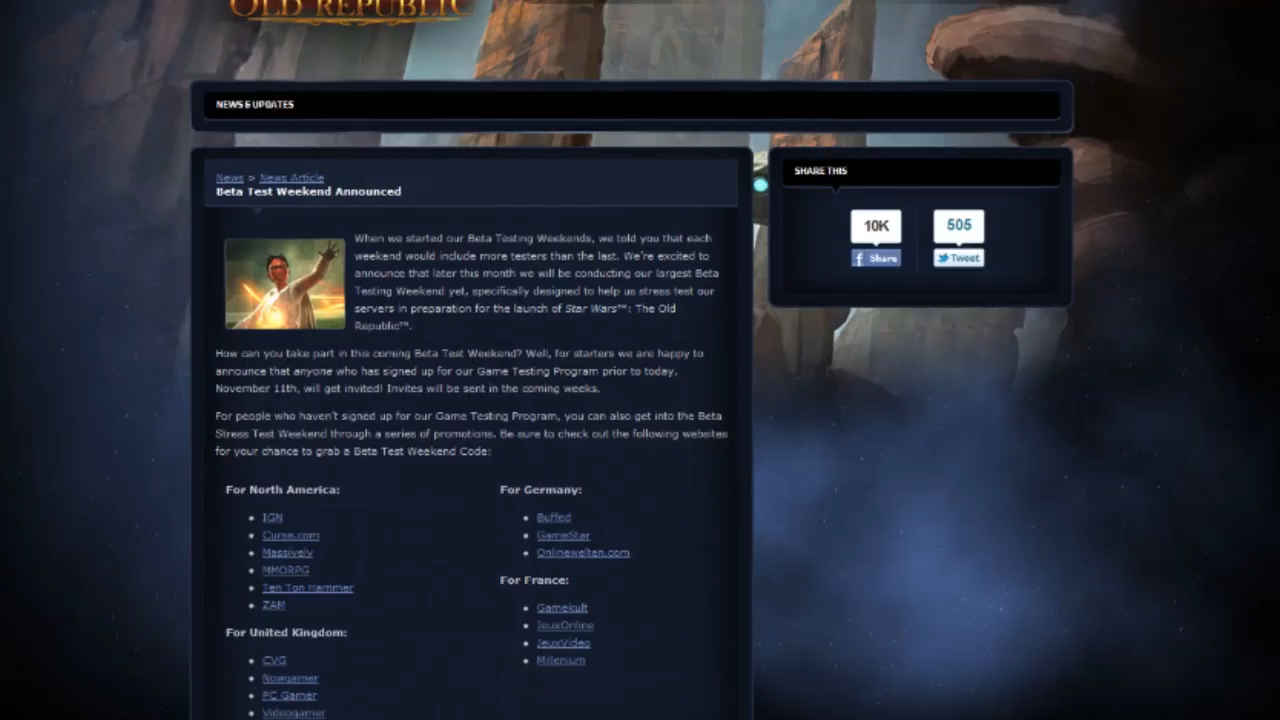 OLD REPUBLIC
NEWS & UPDATES
News > News Article
Beta Test Weekend Announced
When we started our Beta Testing Weekends, we told you that each
weekend would include more testers than the last. We're excited to
announce that later this month we will be conducting our largest Beta
Testing Weekend yet, specifically designed to help us stress test our
servers in preparation for the launch of Star Wars™: The Old
Republic™.
How can you take part in this coming Beta Test Weekend? Well, for starters we are happy to
announce that anyone who has signed up for our Game Testing Program prior to today,
November 11th, will get invited! Invites will be sent in the coming weeks.
For people who haven't signed up for our Game Testing Program, you can also get into the Beta
Stress Test Weekend through a series of promotions. Be sure to check out the following websites
for your chance to grab a Beta Test Weekend Code:
For North America:
IGN
Curse.com
Massively
MMORPG
Ten Ton Hammer
ZAM
For United Kingdom:
CVG
Nowgamer
PC Gamer
Videogamer
For Germany:
Buffed
GameStar
Onlinewelten.com
For France:
Gamekult
JeuxOnline
JeuxVideo
Millenium
SHARE THIS
10K
505
f Share
Tweet